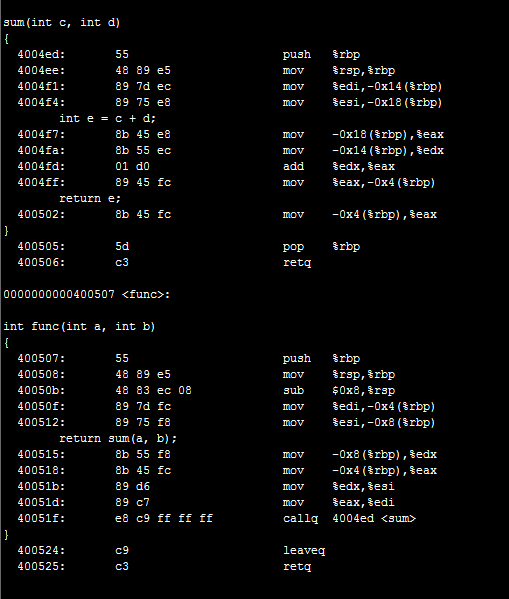 sum(int c, int d)
{
  4004ed:       55                      push   %rbp
  4004ee:       48 89 e5                mov    %rsp,%rbp
  4004f1:       89 7d ec                mov    %edi,-0x14(%rbp)
  4004f4:       89 75 e8                mov    %esi,-0x18(%rbp)
        int e = c + d;
  4004f7:       8b 45 e8                mov    -0x18(%rbp),%eax
  4004fa:       8b 55 ec                mov    -0x14(%rbp),%edx
  4004fd:       01 d0                   add    %edx,%eax
  4004ff:       89 45 fc                mov    %eax,-0x4(%rbp)
        return e;
  400502:       8b 45 fc                mov    -0x4(%rbp),%eax
}
  400505:       5d                      pop    %rbp
  400506:       c3                      retq

0000000000400507 <func>:

int func(int a, int b)
{
  400507:       55                      push   %rbp
  400508:       48 89 e5                mov    %rsp,%rbp
  40050b:       48 83 ec 08             sub    $0x8,%rsp
  40050f:       89 7d fc                mov    %edi,-0x4(%rbp)
  400512:       89 75 f8                mov    %esi,-0x8(%rbp)
        return sum(a, b);
  400515:       8b 55 f8                mov    -0x8(%rbp),%edx
  400518:       8b 45 fc                mov    -0x4(%rbp),%eax
  40051b:       89 d6                   mov    %edx,%esi
  40051d:       89 c7                   mov    %eax,%edi
  40051f:       e8 c9 ff ff ff          callq  4004ed <sum>
}
  400524:       c9                      leaveq
  400525:       c3                      retq